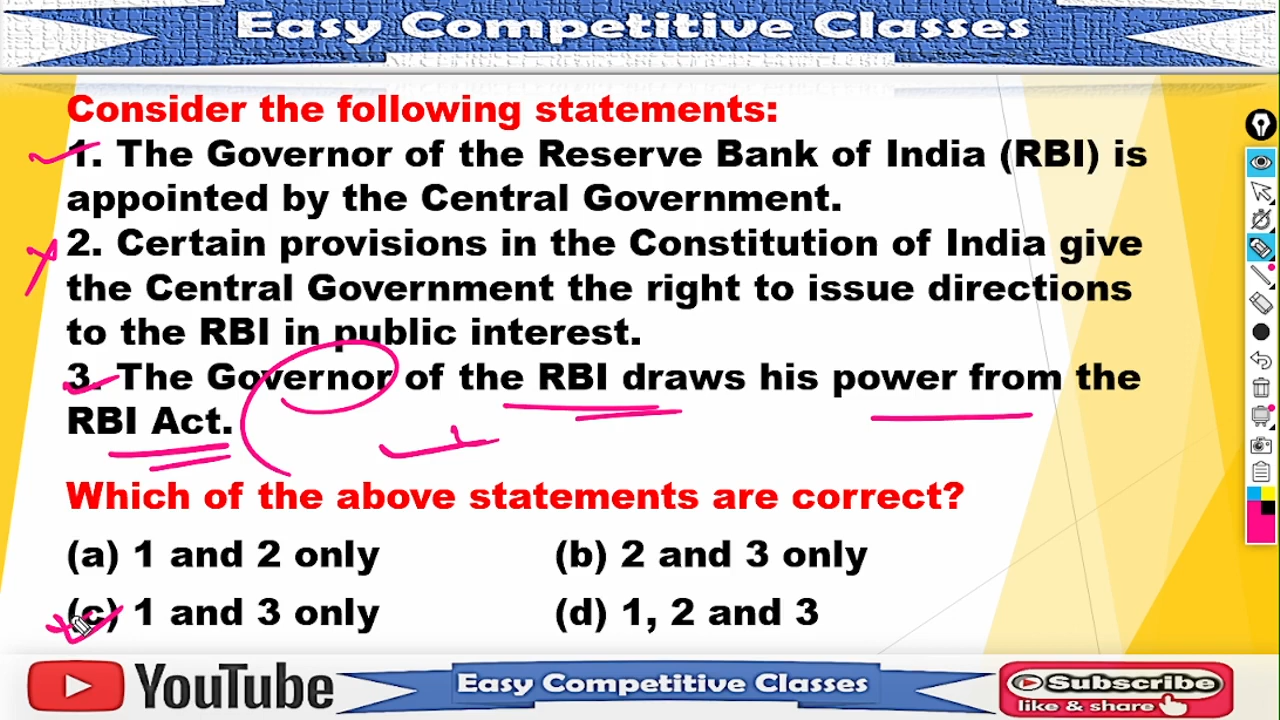 Easy Competitive Classes
Consider the following statements:
1. The Governor of the Reserve Bank of India (RBI) is
appointed by the Central Government.
2. Certain provisions in the Constitution of India give
the Central Government the right to issue directions
to the RBI in public interest.
3. The Governor of the RBI draws his power from the
RBI Act.
Which of the above statements are correct?
(a) 1 and 2 only (b) 2 and 3 only
(c) 1 and 3 only (d) 1, 2 and 3
YouTube Easy Competitive Classes Subscribe
like & share